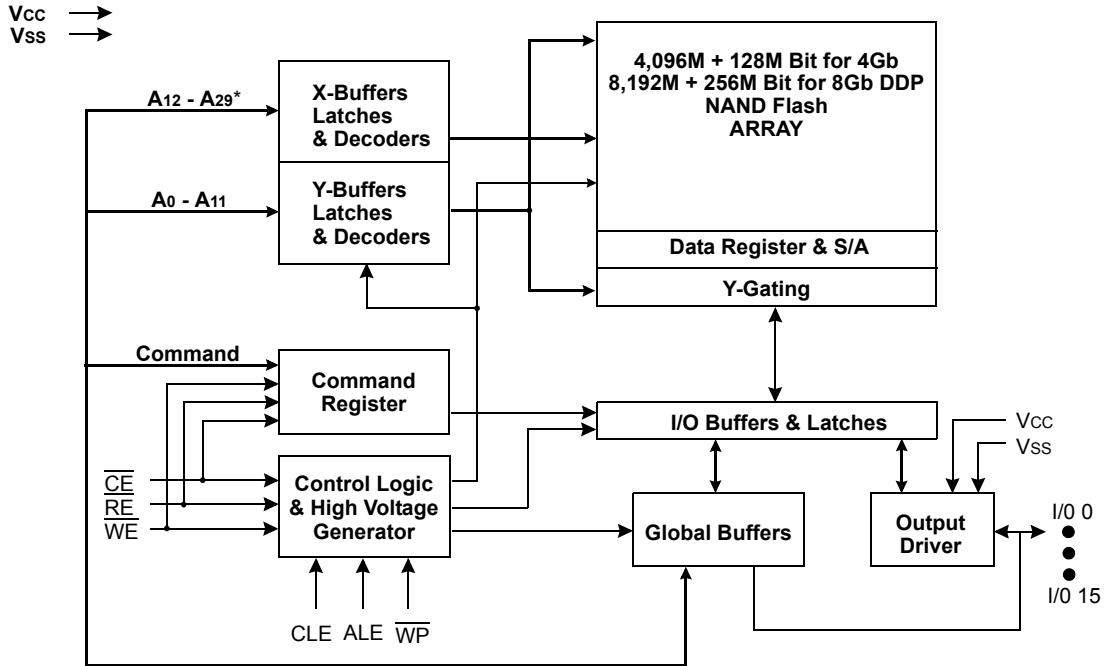 VCC
VSS
4,096M + 128M Bit for 4Gb
8,192M + 256M Bit for 8Gb DDP
NAND Flash
ARRAY
A12 - A29*
X-Buffers
Latches
& Decoders
A0 - A11
Y-Buffers
Latches
& Decoders
Data Register & S/A
Y-Gating
Command
Command
Register
I/O Buffers & Latches
VCC
VSS
CE
RE
WE
Control Logic
& High Voltage
Generator
Global Buffers
Output
Driver
I/0 0
I/0 15
CLE ALE WP